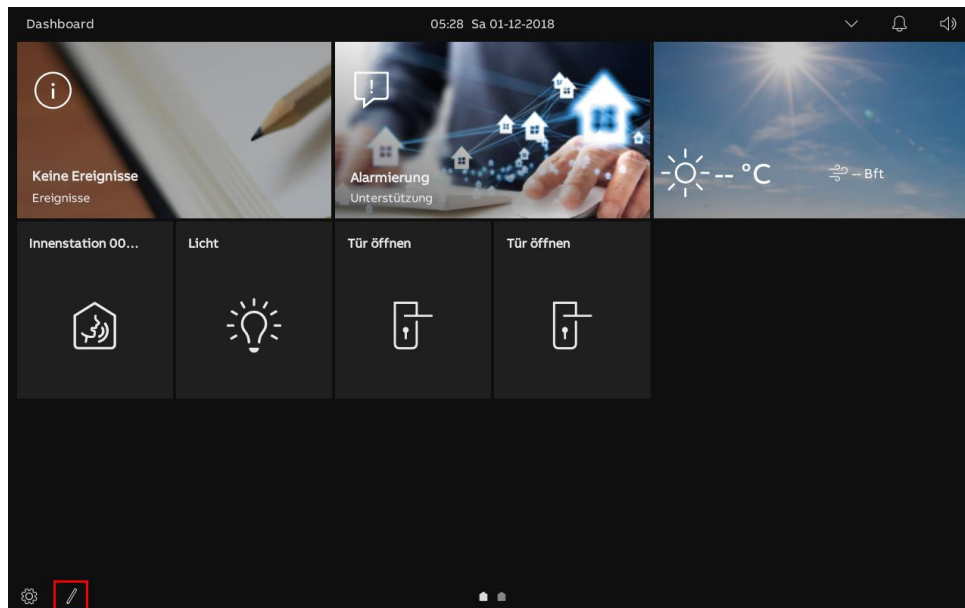 Dashboard
05:28 Sa 01-12-2018
Keine Ereignisse
Ereignisse
Alarmierung
Unterstützung
-- °C
-- Bft
Innenstation 00...
Licht
Tür öffnen
Tür öffnen